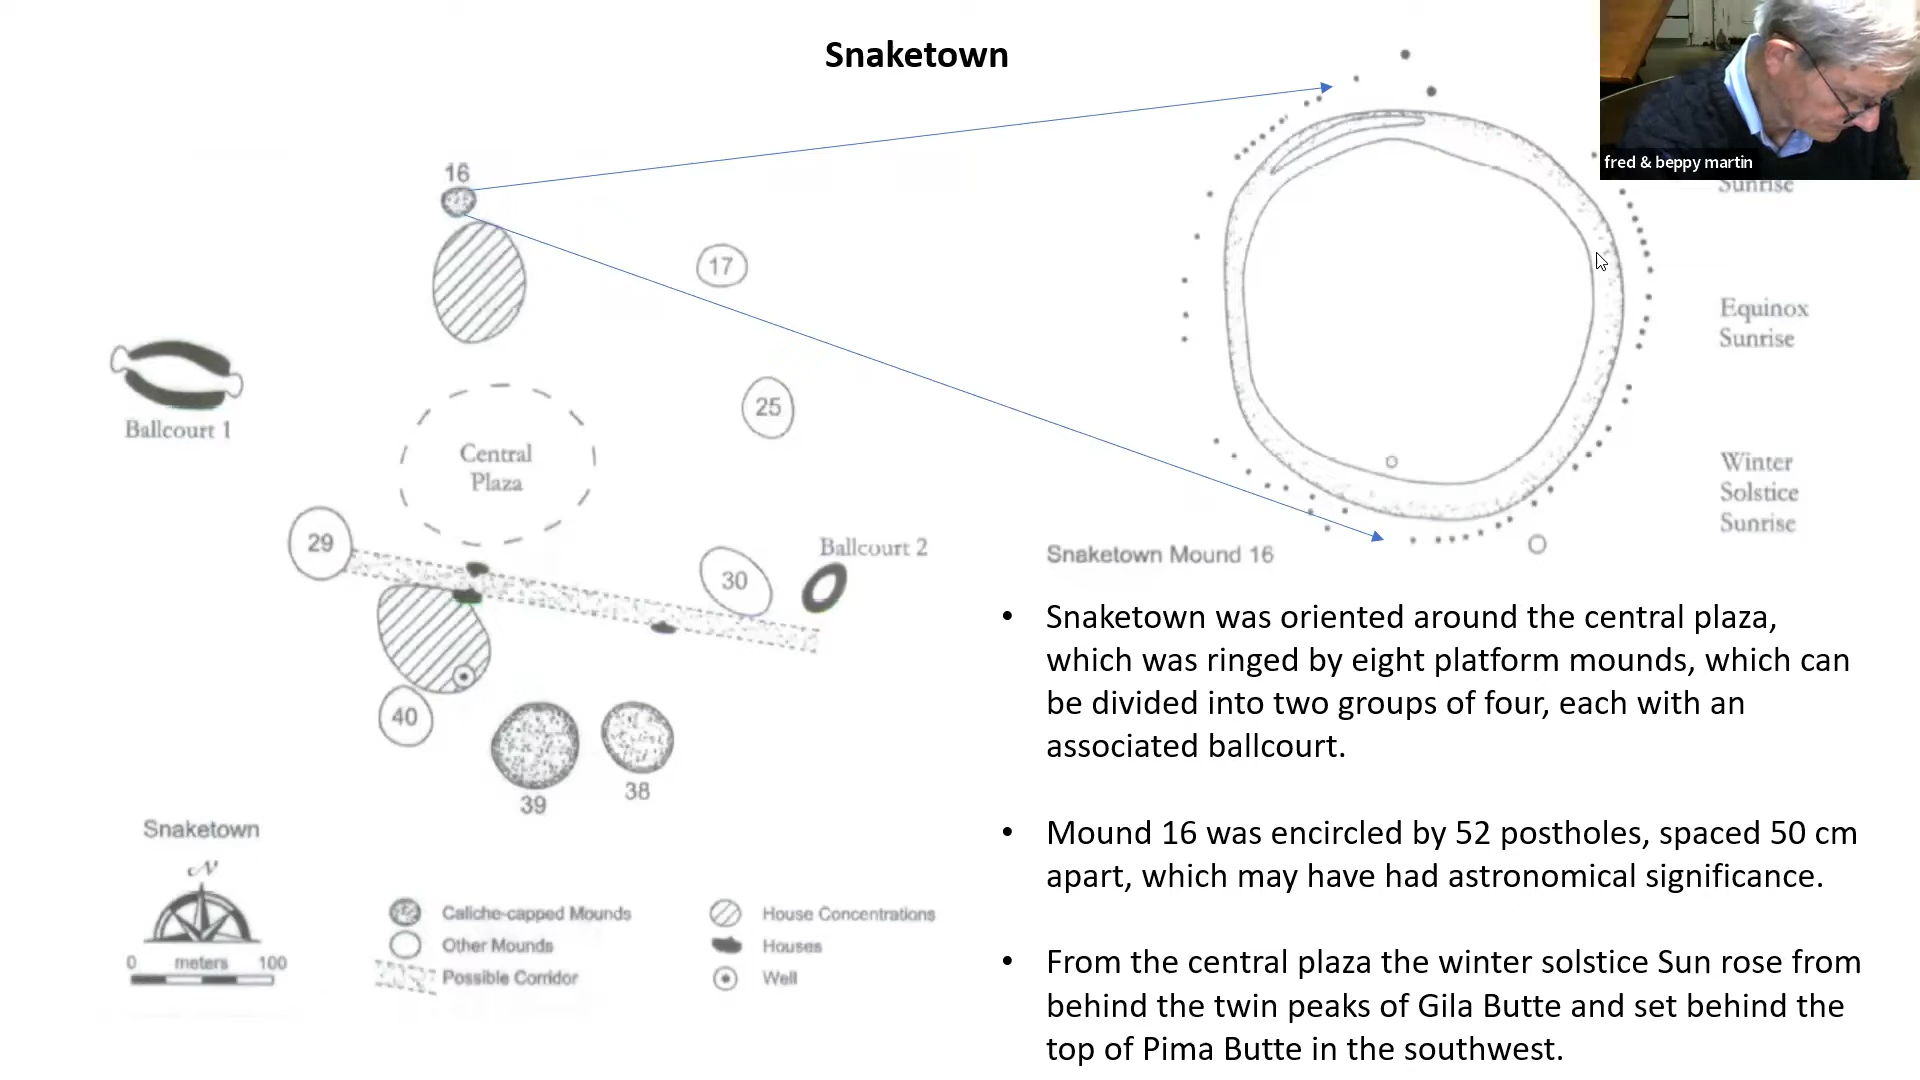 Snaketown
fred & beppy martin
Sunrise
16
17
Equinox
Sunrise
25
Ballcourt 1
Central
Plaza
Winter
Solstice
Sunrise
29
Ballcourt 2
30
Snaketown Mound 16
40
39
38
• Snaketown was oriented around the central plaza,
which was ringed by eight platform mounds, which can
be divided into two groups of four, each with an
associated ballcourt.
• Mound 16 was encircled by 52 postholes, spaced 50 cm
apart, which may have had astronomical significance.
• From the central plaza the winter solstice Sun rose from
behind the twin peaks of Gila Butte and set behind the
top of Pima Butte in the southwest.
Snaketown
N
0 meters 100
Caliche-capped Mounds
Other Mounds
Possible Corridor
House Concentrations
Houses
Well